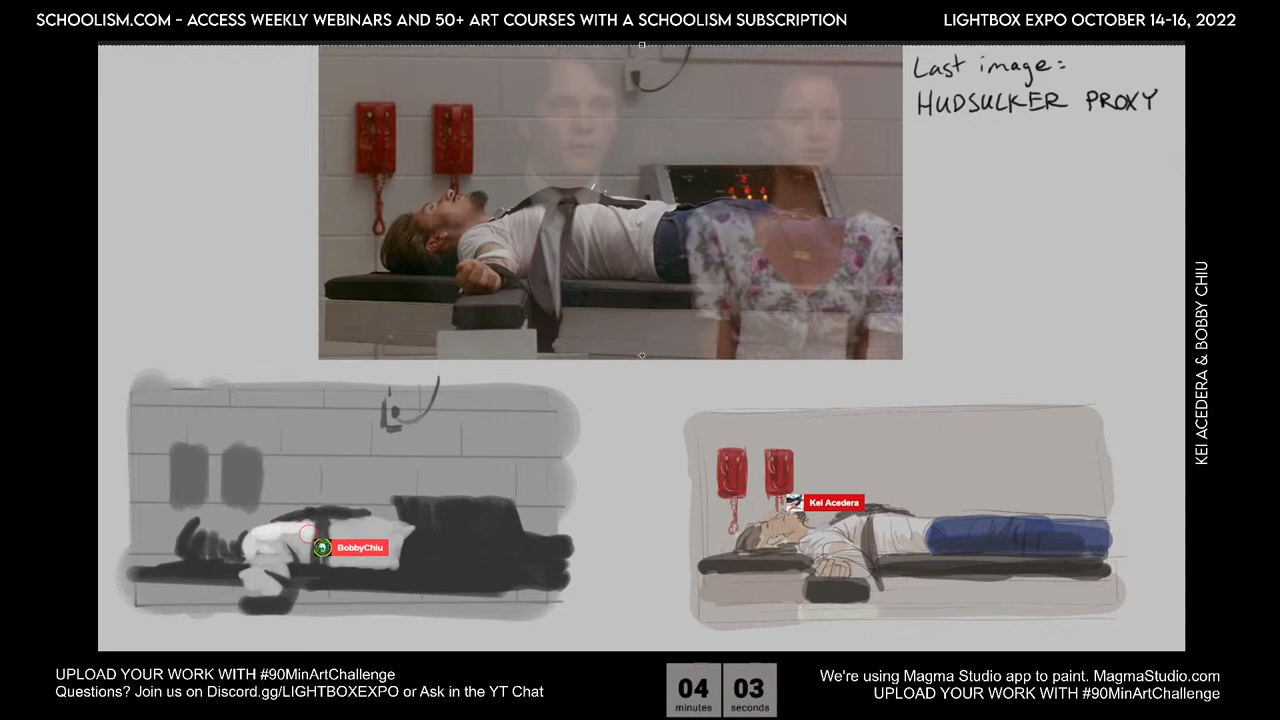 SCHOOLISM.COM - ACCESS WEEKLY WEBINARS AND 50+ ART COURSES WITH A SCHOOLISM SUBSCRIPTION
LIGHTBOX EXPO OCTOBER 14-16, 2022
Last image:
HUDSUCKER PROXY
KEI ACEDERA & BOBBY CHIU
Kei Acedera
BobbyChiu
UPLOAD YOUR WORK WITH #90MinArtChallenge
Questions? Join us on Discord.gg/LIGHTBOXEXPO or Ask in the YT Chat
04 03
minutes seconds
We're using Magma Studio app to paint. MagmaStudio.com
UPLOAD YOUR WORK WITH #90MinArtChallenge